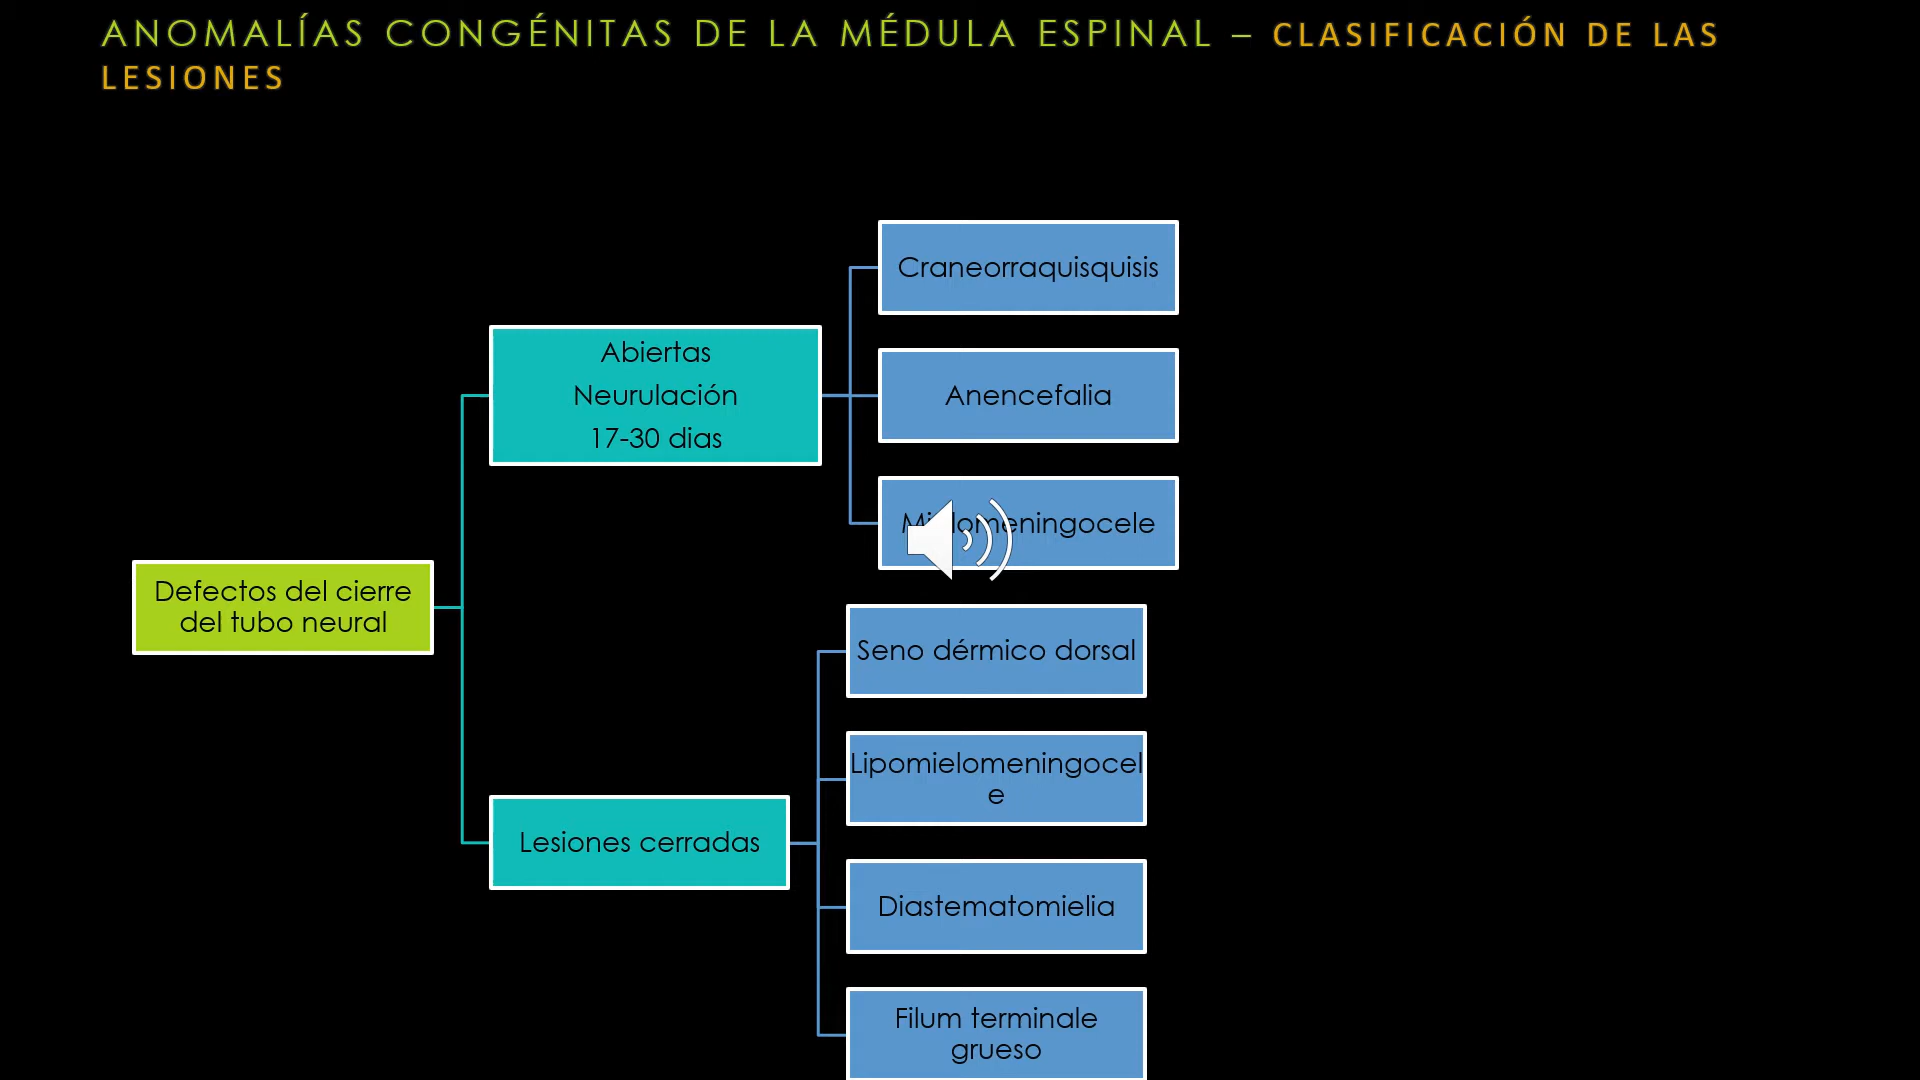 ANOMALÍAS CONGÉNITAS DE LA MÉDULA ESPINAL – CLASIFICACIÓN DE LAS
LESIONES
Craneorraquisquisis
Abiertas
Neurulación
17-30 dias
Anencefalia
Mielomeningocele
Defectos del cierre
del tubo neural
Seno dérmico dorsal
Lipomielomeningocel
e
Lesiones cerradas
Diastematomielia
Filum terminale
grueso